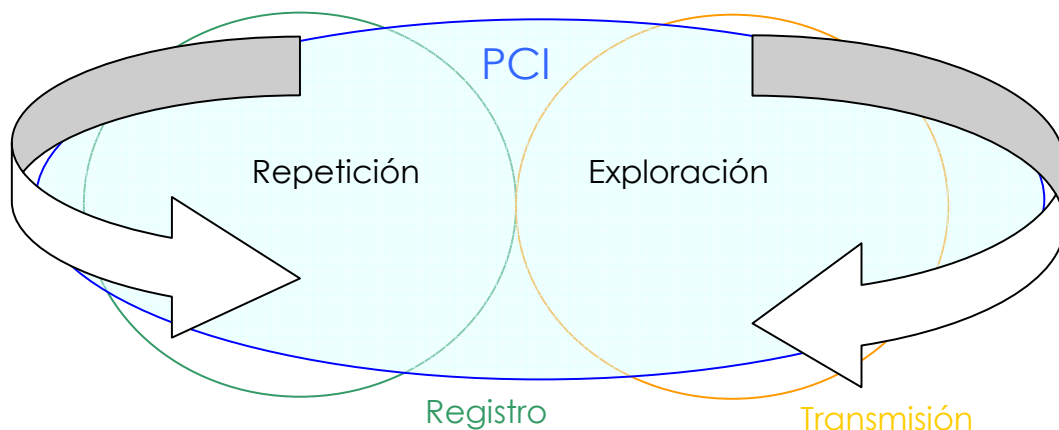 PCI
Repetición
Exploración
Registro
Transmisión